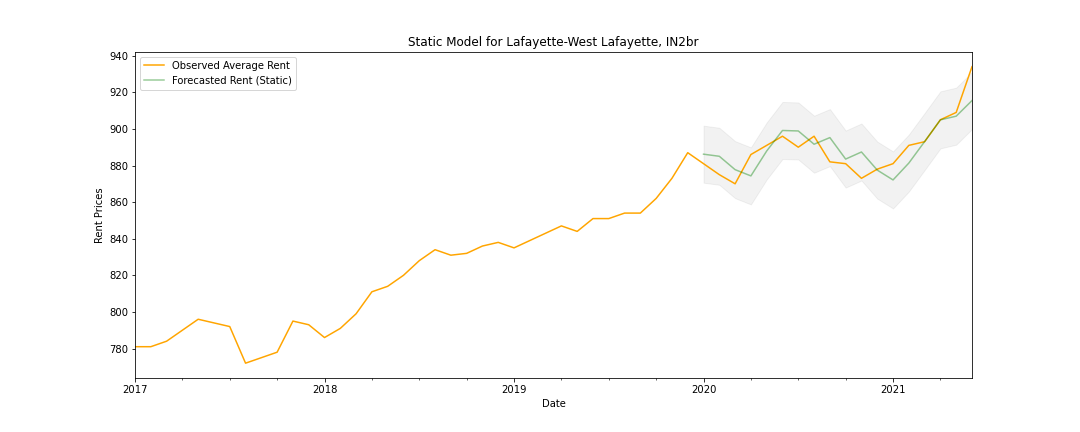 Static Model for Lafayette-West Lafayette, IN2br
Observed Average Rent
Forecasted Rent (Static)
Rent Prices
940
920
900
880
860
840
820
800
780
2017
2018
2019
2020
2021
Date